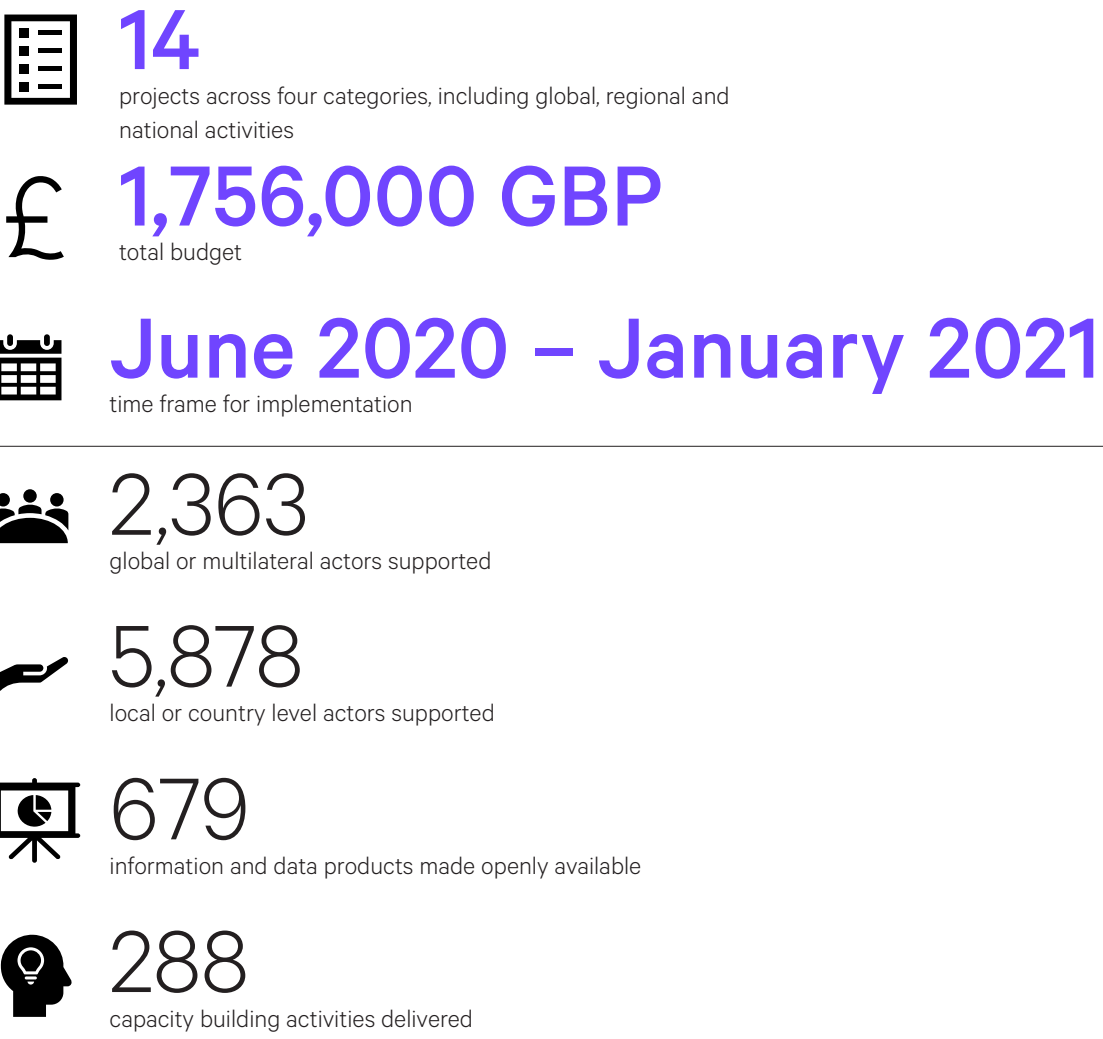 14
projects across four categories, including global, regional and
national activities
£
1,756,000 GBP
total budget
June 2020 – January 2021
time frame for implementation
2,363
global or multilateral actors supported
5,878
local or country level actors supported
679
information and data products made openly available
288
capacity building activities delivered